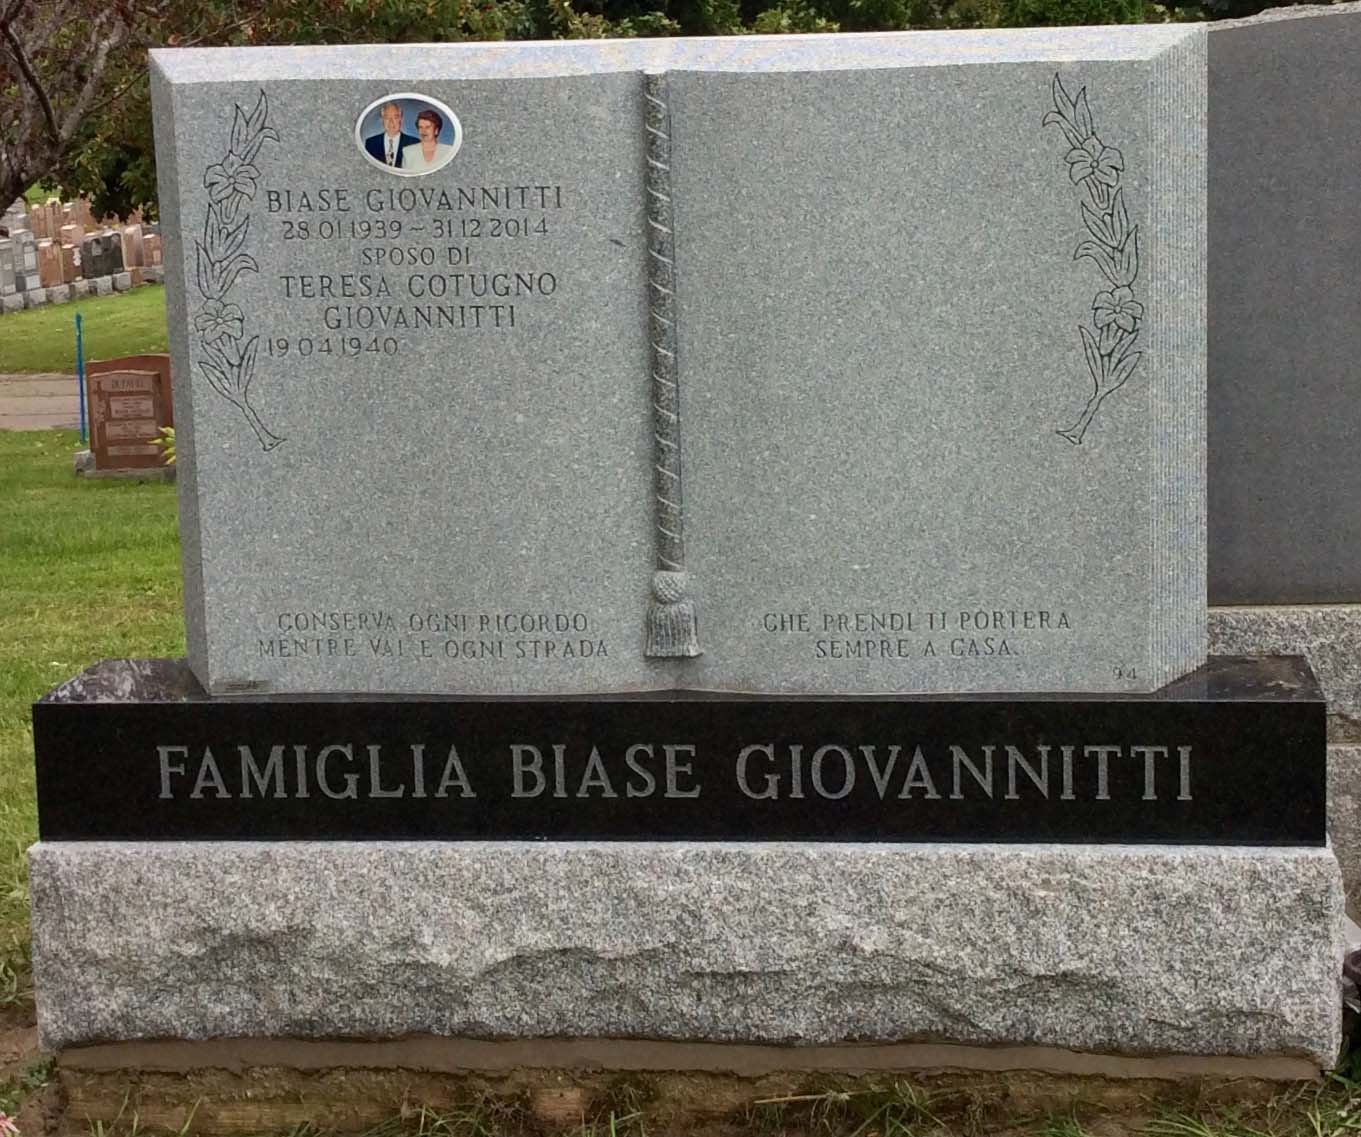 BIASE GIOVANNITTI
28.01.1939 - 31.12.2014
SPOSO DI
TERESA COTUGNO
GIOVANNITTI
19.04.1940
CONSERVA OGNI RICORDO
MENTRE VAI E OGNI STRADA
CHE PRENDI TI PORTERA
SEMPRE A CASA.
94
FAMIGLIA BIASE GIOVANNITTI